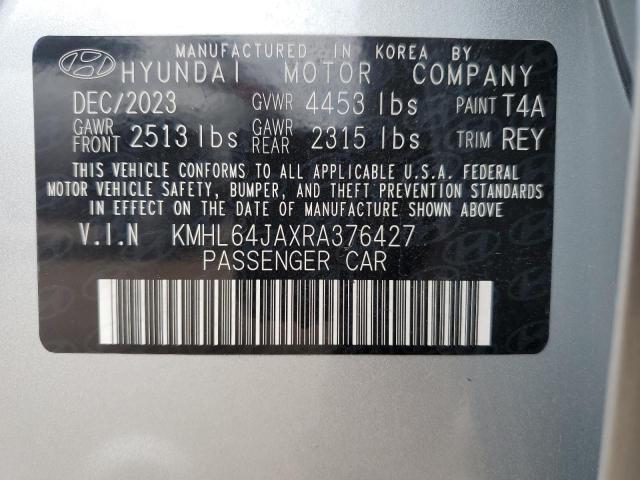 MANUFACTURED IN KOREA BY
HYUNDAI MOTOR COMPANY
DEC/2023 GVWR 4453 lbs PAINT T4A
GAWR FRONT 2513 lbs GAWR REAR 2315 lbs TRIM REY
THIS VEHICLE CONFORMS TO ALL APPLICABLE U.S.A. FEDERAL
MOTOR VEHICLE SAFETY, BUMPER, AND THEFT PREVENTION STANDARDS
IN EFFECT ON THE DATE OF MANUFACTURE SHOWN ABOVE
V.I.N KMHL64JAXRA376427
PASSENGER CAR